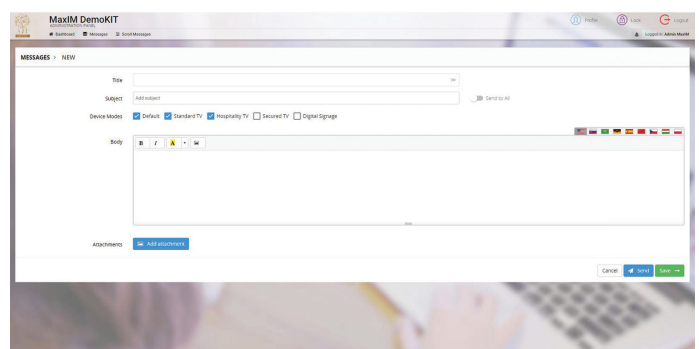 MaxIM DemoKIT
ADMINISTRATION PANEL
Dashboard Messages Scroll Messages
Profile Lock Logout
Logged in: Admin MaxIM
MESSAGES > NEW
Title
Subject Add subject Send to All
Device Modes Default Standard TV Hospitality TV Secured TV Digital Signage
Body B I A
Attachments Add attachment
Cancel Send Save →